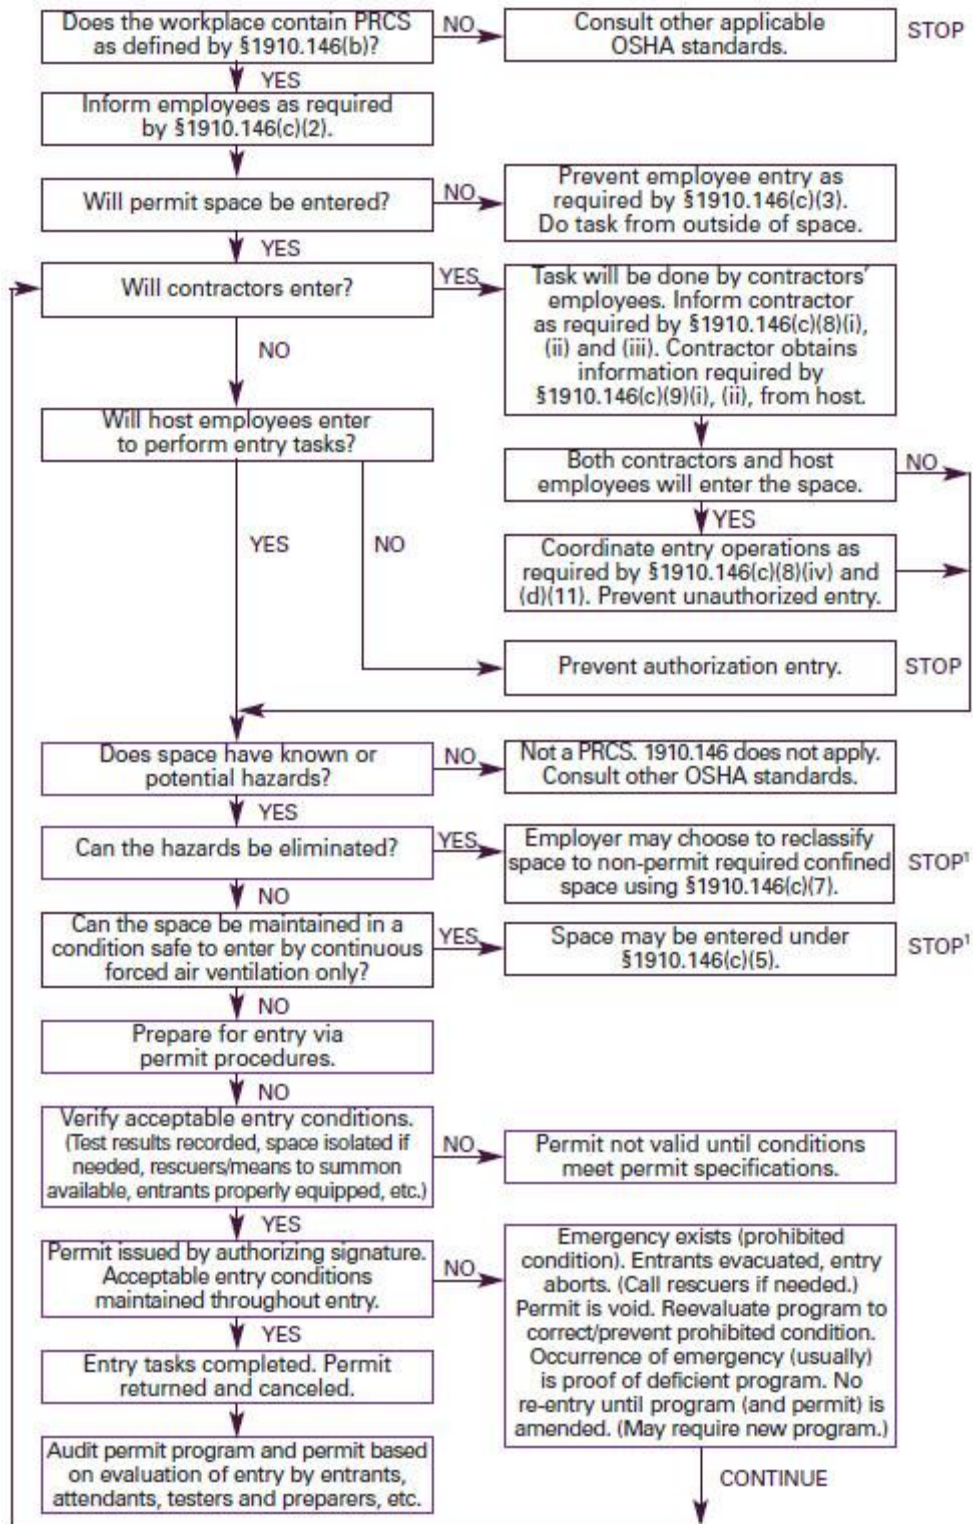 Does the workplace contain PRCS
as defined by §1910.146(b)?
NO
Consult other applicable
OSHA standards.
STOP
YES
Inform employees as required
by §1910.146(c)(2).
Will permit space be entered?
NO
Prevent employee entry as
required by §1910.146(c)(3).
Do task from outside of space.
YES
Will contractors enter?
YES
Task will be done by contractors'
employees. Inform contractor
as required by §1910.146(c)(8)(i),
(ii) and (iii). Contractor obtains
information required by
§1910.146(c)(9)(i), (ii), from host.
NO
Will host employees enter
to perform entry tasks?
Both contractors and host
employees will enter the space.
NO
YES
YES
NO
Coordinate entry operations as
required by §1910.146(c)(8)(iv) and
(d)(11). Prevent unauthorized entry.
Prevent authorization entry.
STOP
Does space have known or
potential hazards?
NO
Not a PRCS. 1910.146 does not apply.
Consult other OSHA standards.
YES
Can the hazards be eliminated?
YES
Employer may choose to reclassify
space to non-permit required confined
space using §1910.146(c)(7).
STOP¹
NO
Can the space be maintained in a
condition safe to enter by continuous
forced air ventilation only?
YES
Space may be entered under
§1910.146(c)(5).
STOP¹
NO
Prepare for entry via
permit procedures.
NO
Verify acceptable entry conditions.
(Test results recorded, space isolated if
needed, rescuers/means to summon
available, entrants properly equipped, etc.)
NO
Permit not valid until conditions
meet permit specifications.
YES
Permit issued by authorizing signature.
Acceptable entry conditions
maintained throughout entry.
NO
Emergency exists (prohibited
condition). Entrants evacuated, entry
aborts. (Call rescuers if needed.)
Permit is void. Reevaluate program to
correct/prevent prohibited condition.
Occurrence of emergency (usually)
is proof of deficient program. No
re-entry until program (and permit) is
amended. (May require new program.)
YES
Entry tasks completed. Permit
returned and canceled.
Audit permit program and permit based
on evaluation of entry by entrants,
attendants, testers and preparers, etc.
CONTINUE